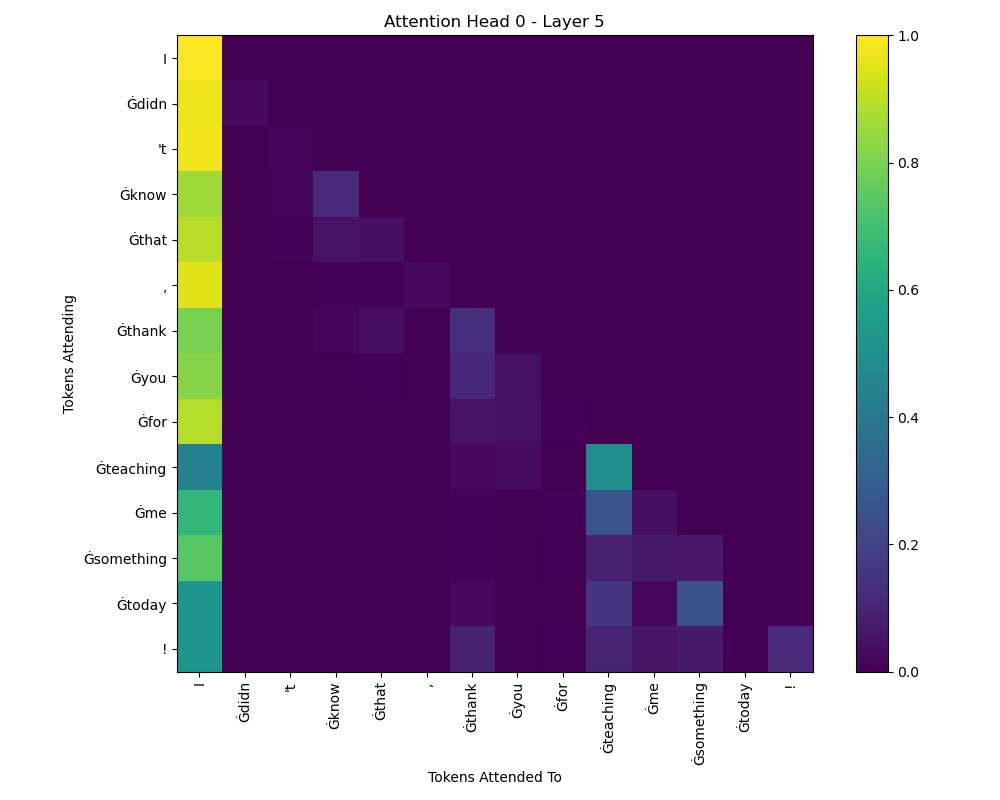 Attention Head 0 - Layer 5
I
Ġdidn
't
Ġknow
Ġthat
,
Ġthank
Ġyou
Ġfor
Ġteaching
Ġme
Ġsomething
Ġtoday
!
Tokens Attending
I
Ġdidn
't
Ġknow
Ġthat
,
Ġthank
Ġyou
Ġfor
Ġteaching
Ġme
Ġsomething
Ġtoday
!
Tokens Attended To
1.0
0.8
0.6
0.4
0.2
0.0